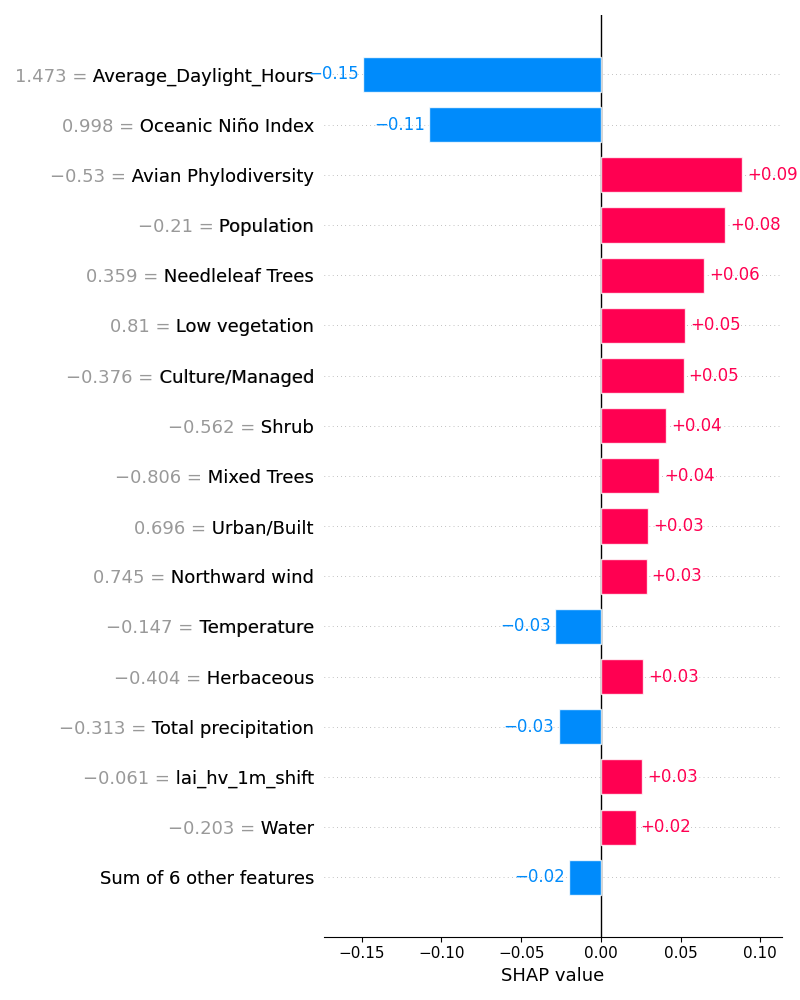 1.473 = Average_Daylight_Hours −0.15
0.998 = Oceanic Niño Index −0.11
−0.53 = Avian Phylodiversity +0.09
−0.21 = Population +0.08
0.359 = Needleleaf Trees +0.06
0.81 = Low vegetation +0.05
−0.376 = Culture/Managed +0.05
−0.562 = Shrub +0.04
−0.806 = Mixed Trees +0.04
0.696 = Urban/Built +0.03
0.745 = Northward wind +0.03
−0.147 = Temperature −0.03
−0.404 = Herbaceous +0.03
−0.313 = Total precipitation −0.03
−0.061 = lai_hv_1m_shift +0.03
−0.203 = Water +0.02
Sum of 6 other features −0.02
−0.15 −0.10 −0.05 0.00 0.05 0.10
SHAP value